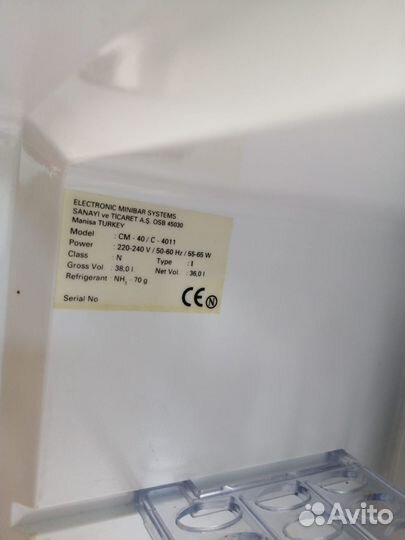 ELECTRONIC MINIBAR SYSTEMS
SANAYI ve TİCARET A.Ş. OSB 45030
Manisa TURKEY
Model : CM - 40 / C - 4011
Power : 220-240 V / 50-60 Hz / 55-65 W
Class : N Type : I
Gross Vol : 38,0 l Net Vol : 36,0 l
Refrigerant : NH3 - 70 g
Serial No CE N
Avito